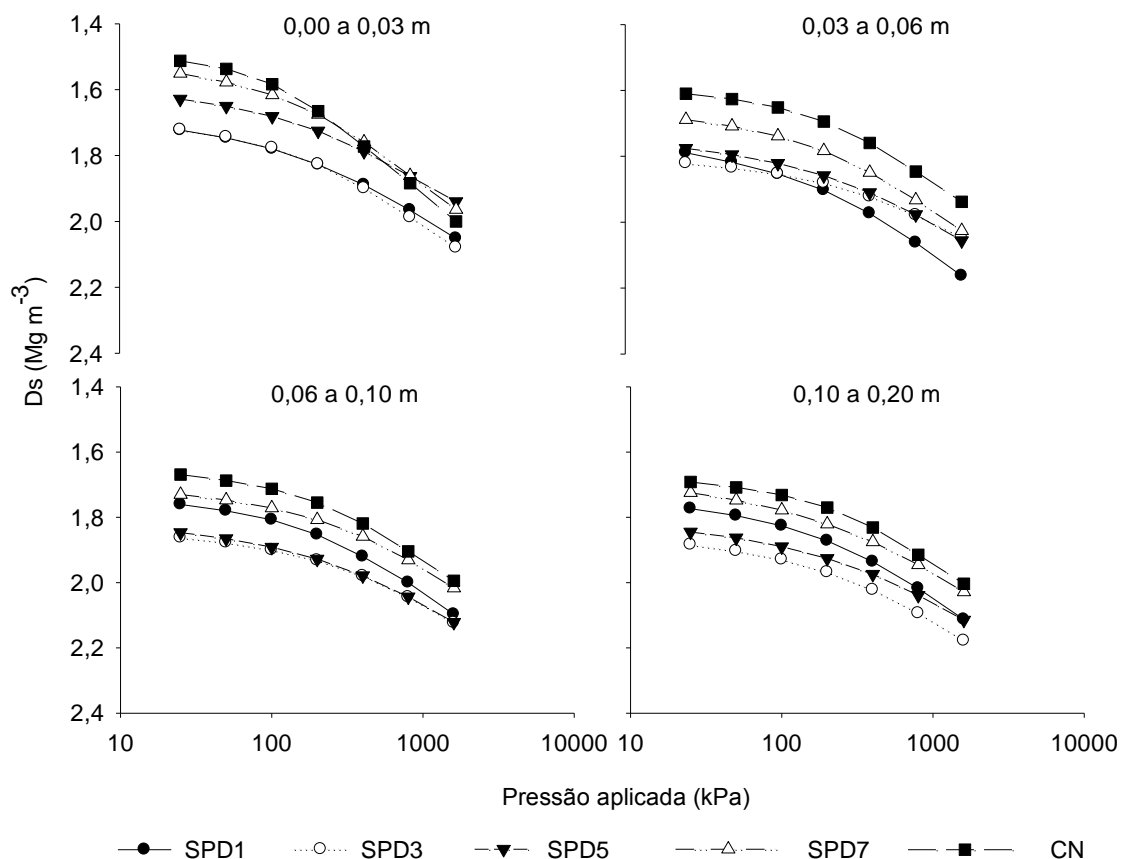 0,00 a 0,03 m
0,03 a 0,06 m
1,4
1,6
1,8
2,0
2,2
2,4
Ds (Mg m-3)
0,06 a 0,10 m
0,10 a 0,20 m
1,4
1,6
1,8
2,0
2,2
2,4
10 100 1000 10000
10 100 1000 10000
Pressão aplicada (kPa)
SPD1 SPD3 SPD5 SPD7 CN